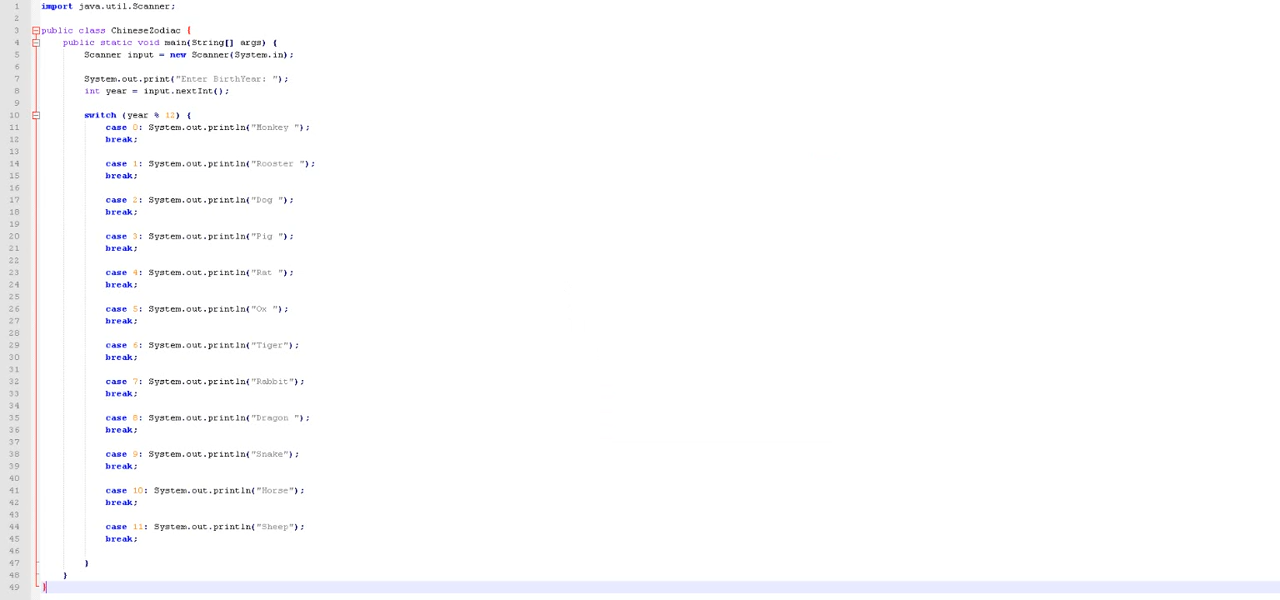 1 import java.util.Scanner;
2
3 public class ChineseZodiac {
4 public static void main(String[] args) {
5 Scanner input = new Scanner(System.in);
6
7 System.out.print("Enter BirthYear: ");
8 int year = input.nextInt();
9
10 switch (year % 12) {
11 case 0: System.out.println("Monkey ");
12 break;
13
14 case 1: System.out.println("Rooster ");
15 break;
16
17 case 2: System.out.println("Dog ");
18 break;
19
20 case 3: System.out.println("Pig ");
21 break;
22
23 case 4: System.out.println("Rat ");
24 break;
25
26 case 5: System.out.println("Ox ");
27 break;
28
29 case 6: System.out.println("Tiger");
30 break;
31
32 case 7: System.out.println("Rabbit");
33 break;
34
35 case 8: System.out.println("Dragon ");
36 break;
37
38 case 9: System.out.println("Snake");
39 break;
40
41 case 10: System.out.println("Horse");
42 break;
43
44 case 11: System.out.println("Sheep");
45 break;
46
47 }
48 }
49 }